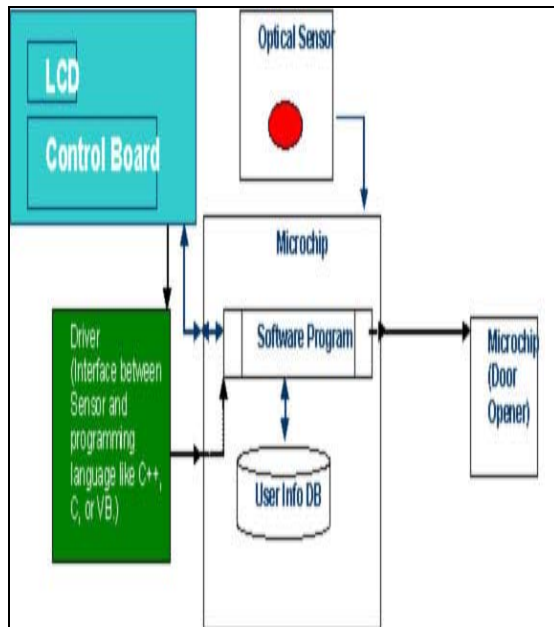 LCD
Control Board
Optical Sensor
Microchip
Driver
(Interface between
Sensor and
programming
language like C++,
C, or VB.)
Software Program
User Info DB
Microchip
(Door
Opener)